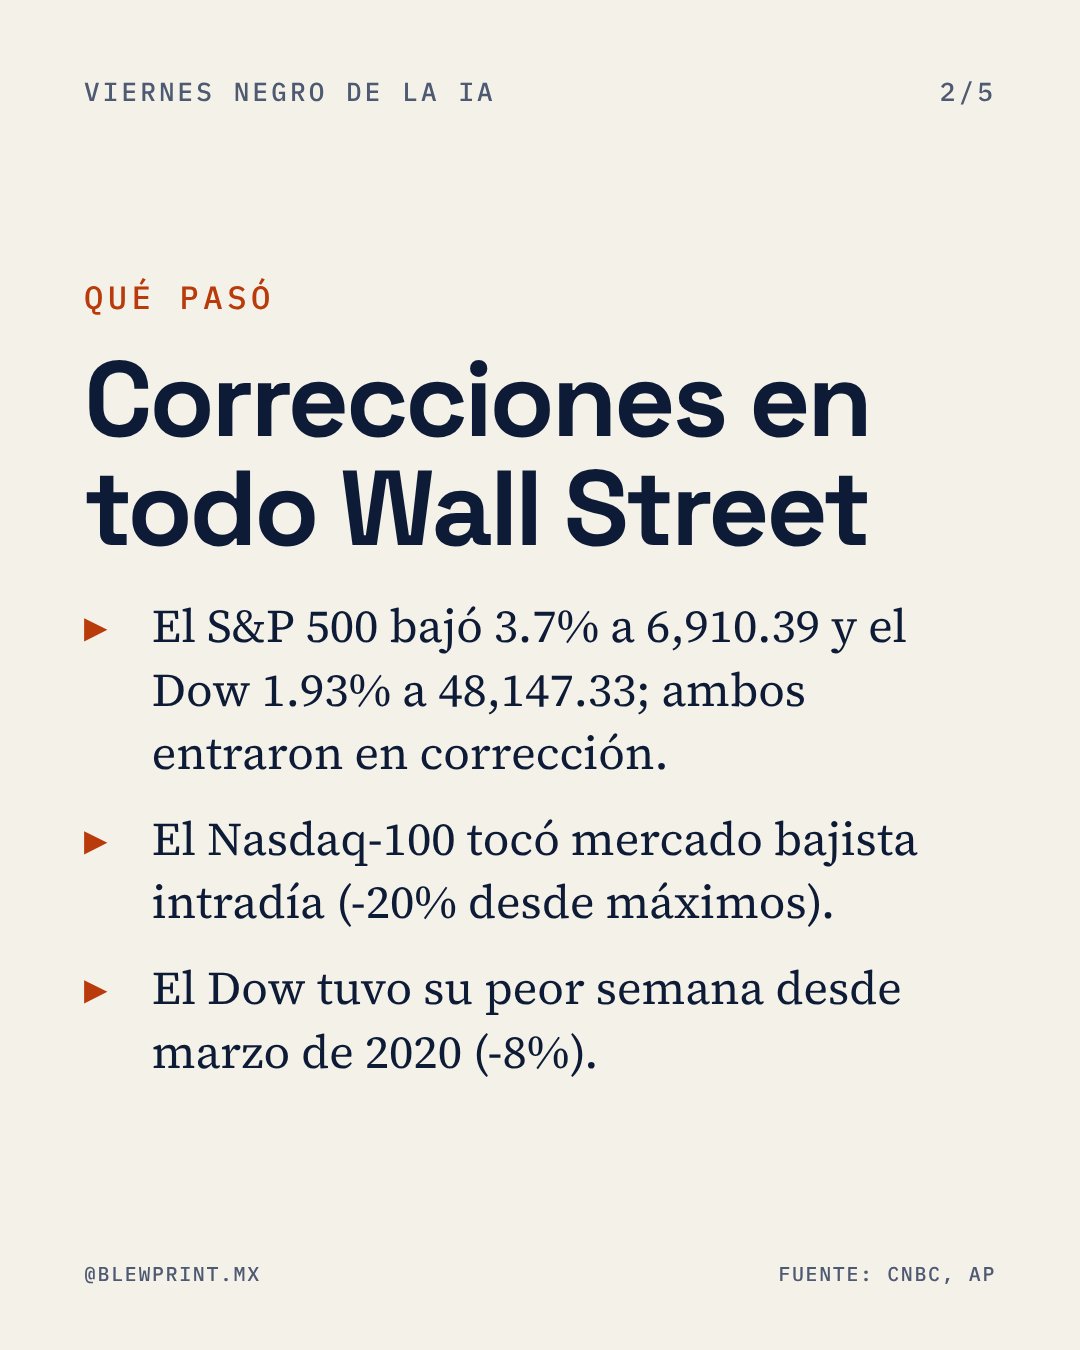 VIERNES NEGRO DE LA IA
2/5
QUÉ PASÓ
Correcciones en
todo Wall Street
▶ El S&P 500 bajó 3.7% a 6,910.39 y el
Dow 1.93% a 48,147.33; ambos
entraron en corrección.
▶ El Nasdaq-100 tocó mercado bajista
intradía (-20% desde máximos).
▶ El Dow tuvo su peor semana desde
marzo de 2020 (-8%).
@BLEWPRINT.MX
FUENTE: CNBC, AP